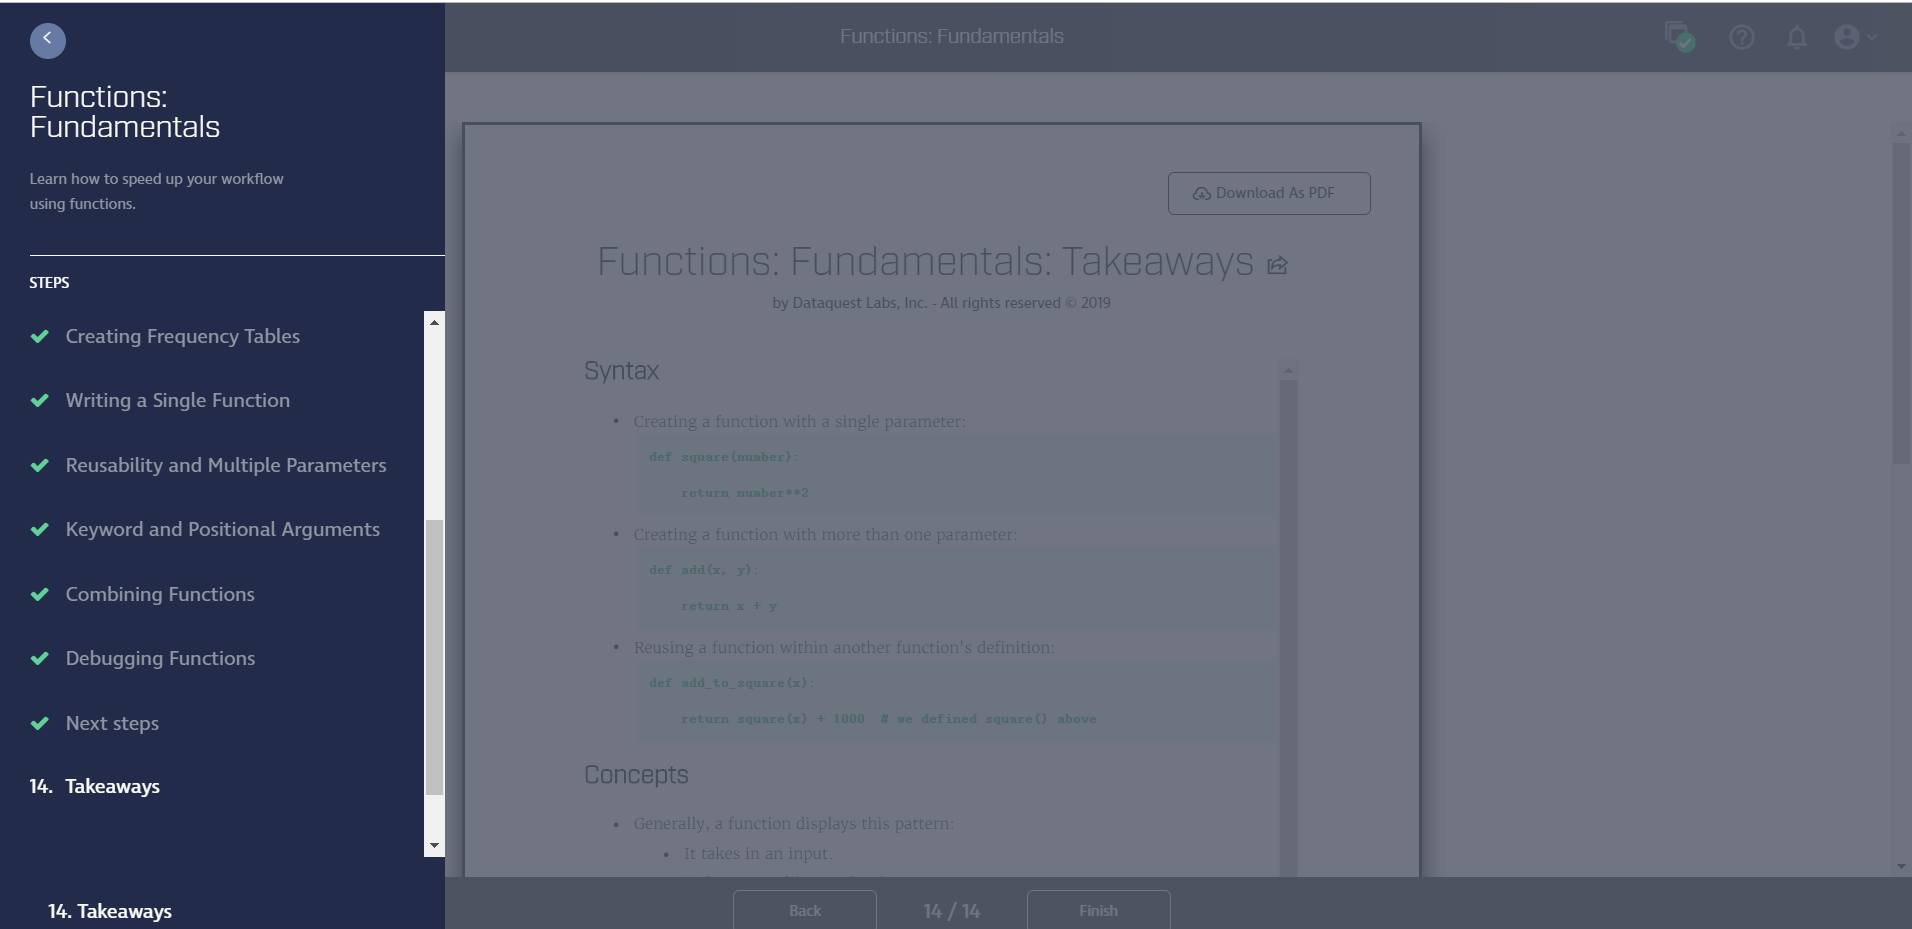 Functions:
Fundamentals
Learn how to speed up your workflow
using functions.
STEPS
Creating Frequency Tables
Writing a Single Function
Reusability and Multiple Parameters
Keyword and Positional Arguments
Combining Functions
Debugging Functions
Next steps
14. Takeaways
14. Takeaways
Functions: Fundamentals
Download As PDF
Functions: Fundamentals: Takeaways
by Dataquest Labs, Inc. - All rights reserved © 2019
Syntax
• Creating a function with a single parameter:
def square(number):
    return number**2
• Creating a function with more than one parameter:
def add(x, y):
    return x + y
• Reusing a function within another function's definition:
def add_to_square(x):
    return square(x) + 1000  # we defined square() above
Concepts
• Generally, a function displays this pattern:
• It takes in an input.
Back
14 / 14
Finish